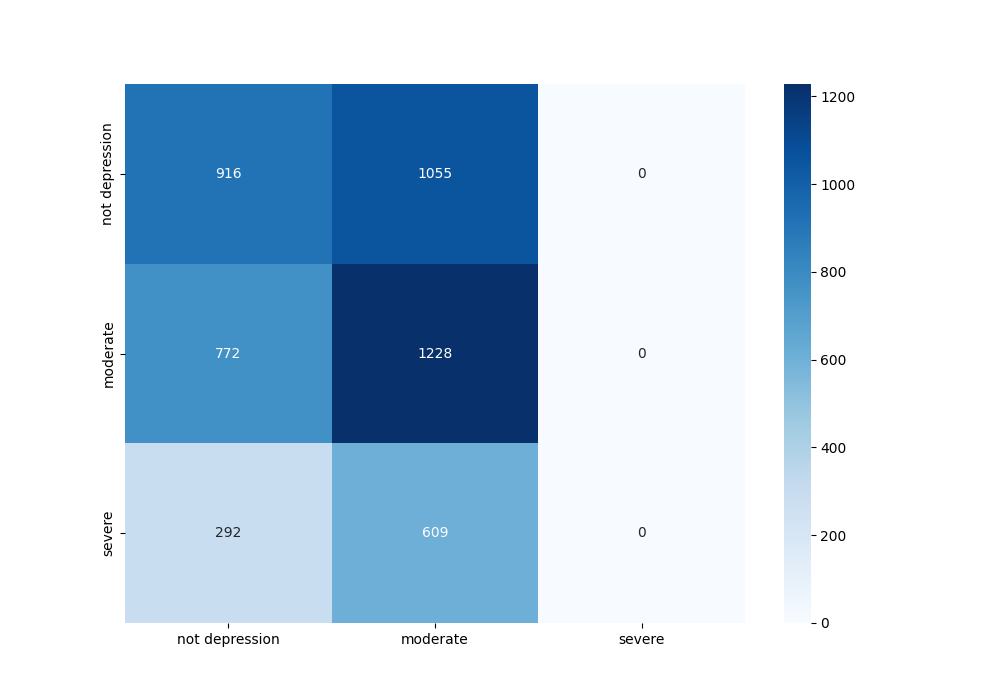 not depression
916 1055 0
moderate
772 1228 0
severe
292 609 0
not depression moderate severe
1200
1000
800
600
400
200
0